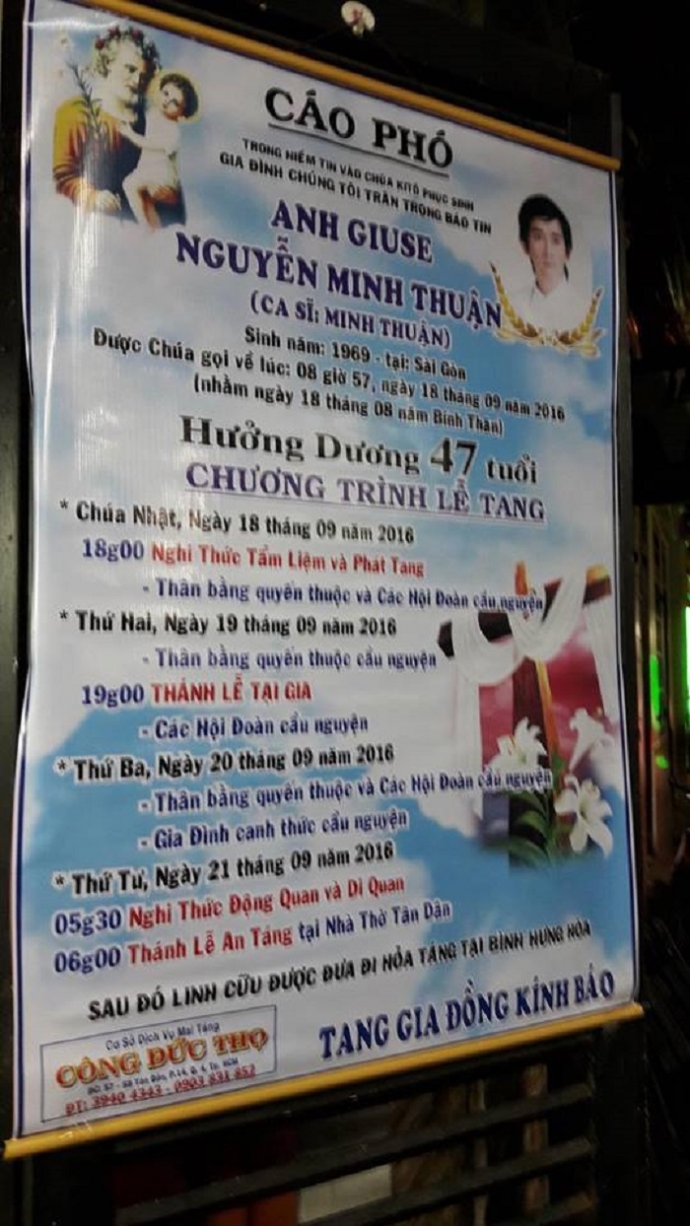 CÁO PHÓ
TRONG NIỀM TIN VÀO CHÚA KITÔ PHỤC SINH
GIA ĐÌNH CHÚNG TÔI TRÂN TRỌNG BÁO TIN
ANH GIUSE
NGUYỄN MINH THUẬN
(CA SĨ: MINH THUẬN)
Sinh năm: 1969 - tại: Sài Gòn
Được Chúa gọi về lúc: 08 giờ 57, ngày 18 tháng 09 năm 2016
(nhằm ngày 18 tháng 08 năm Bính Thân)
Hưởng Dương 47 tuổi
CHƯƠNG TRÌNH LỄ TANG
* Chúa Nhật, Ngày 18 tháng 09 năm 2016
18g00 Nghi Thức Tẩm Liệm và Phát Tang
- Thân bằng quyến thuộc và Các Hội Đoàn cầu nguyện
* Thứ Hai, Ngày 19 tháng 09 năm 2016
- Thân bằng quyến thuộc cầu nguyện
19g00 THÁNH LỄ TẠI GIA
- Các Hội Đoàn cầu nguyện
* Thứ Ba, Ngày 20 tháng 09 năm 2016
- Thân bằng quyến thuộc và Các Hội Đoàn cầu nguyện
- Gia Đình canh thức cầu nguyện
* Thứ Tư, Ngày 21 tháng 09 năm 2016
05g30 Nghi Thức Động Quan và Di Quan
06g00 Thánh Lễ An Táng tại Nhà Thờ Tân Dân
SAU ĐÓ LINH CỮU ĐƯỢC ĐƯA ĐI HỎA TÁNG TẠI BÌNH HƯNG HÒA
TANG GIA ĐỒNG KÍNH BÁO
Cơ Sở Dịch Vụ Mai Táng
CÔNG ĐỨC THỌ
ĐT: 3940 4343 - 0903 831 852